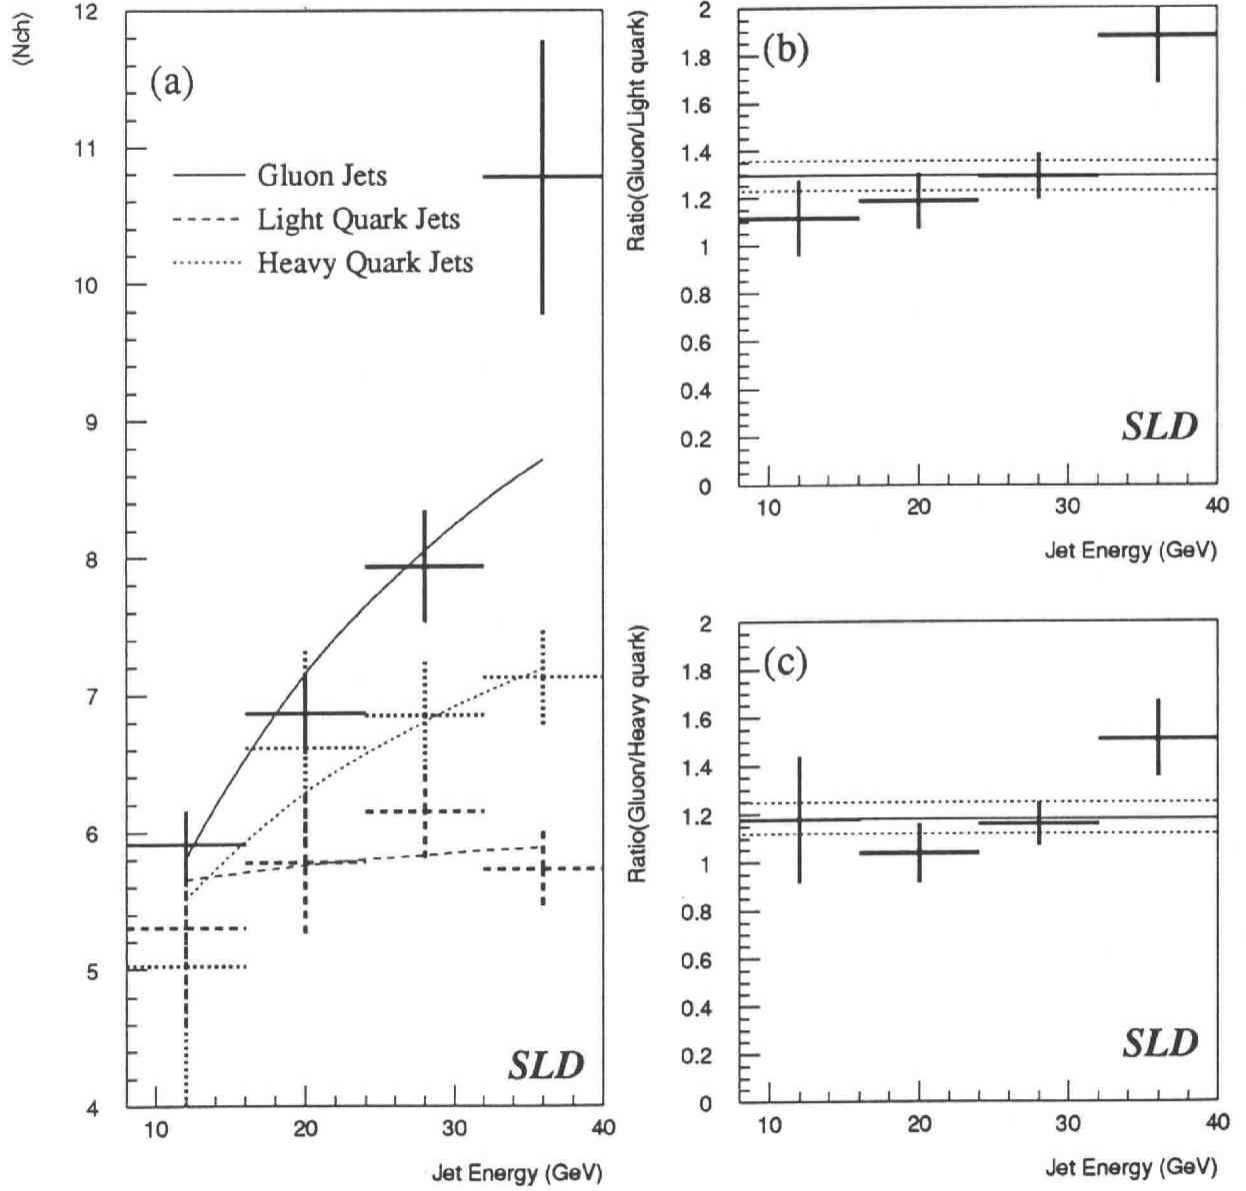 ⟨Nch⟩
12
11
10
9
8
7
6
5
4
(a)
Gluon Jets
Light Quark Jets
Heavy Quark Jets
SLD
10 20 30 40
Jet Energy (GeV)
Ratio(Gluon/Light quark)
2
1.8
1.6
1.4
1.2
1
0.8
0.6
0.4
0.2
0
(b)
SLD
10 20 30 40
Jet Energy (GeV)
Ratio(Gluon/Heavy quark)
2
1.8
1.6
1.4
1.2
1
0.8
0.6
0.4
0.2
0
(c)
SLD
10 20 30 40
Jet Energy (GeV)